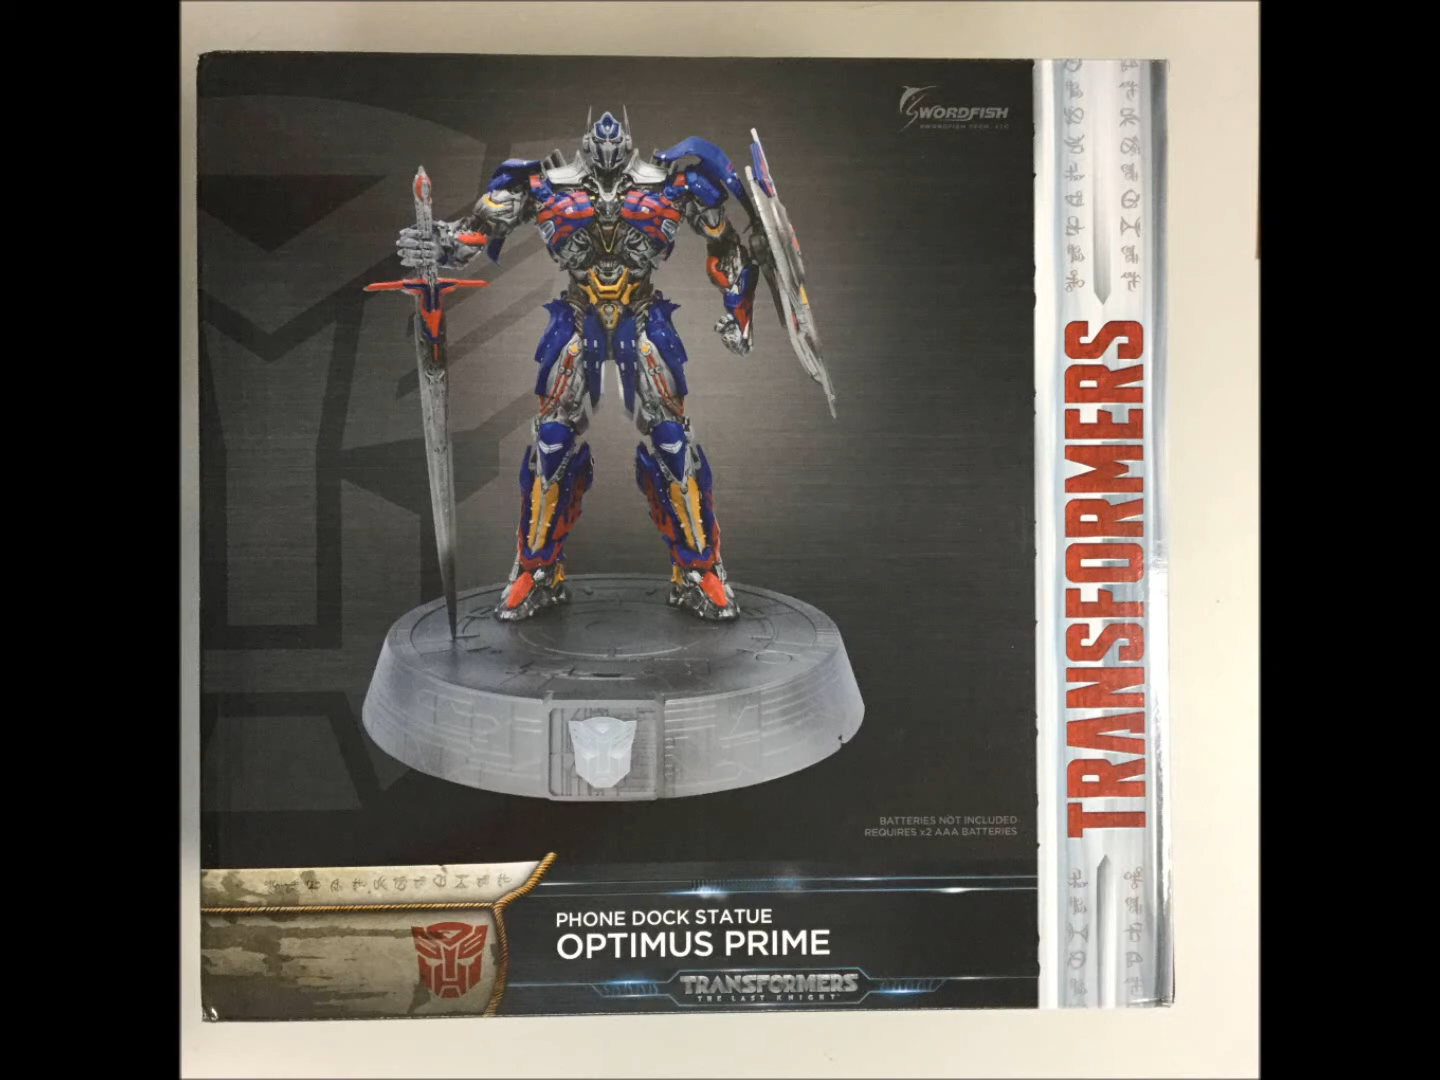 SWORDFISH
SWORDFISH TECH. LTD
TRANSFORMERS
BATTERIES NOT INCLUDED
REQUIRES x2 AAA BATTERIES
PHONE DOCK STATUE
OPTIMUS PRIME
TRANSFORMERS
THE LAST KNIGHT